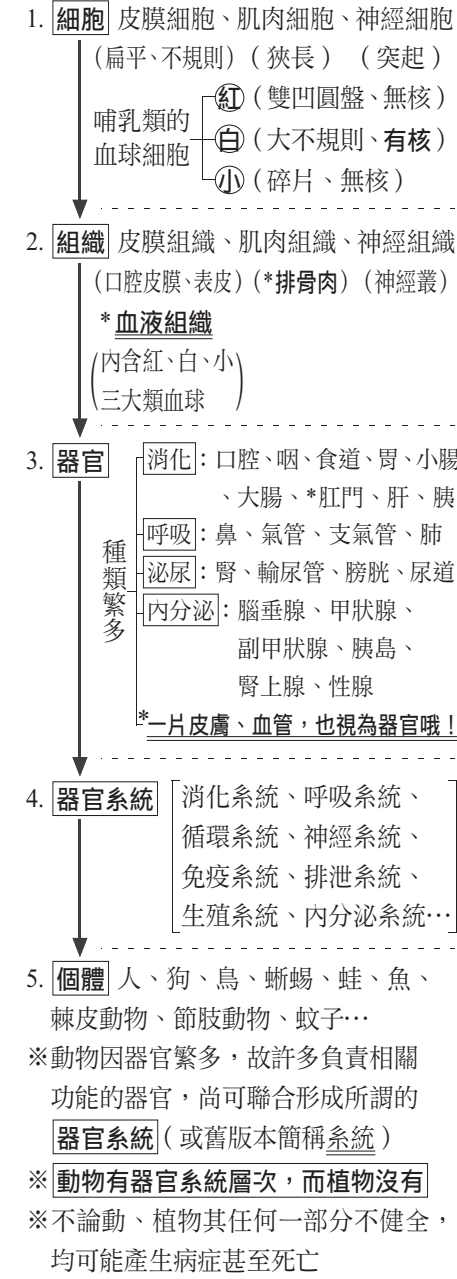 1. 細胞 皮膜細胞、肌肉細胞、神經細胞
(扁平、不規則)(狹長) (突起)
哺乳類的
血球細胞
紅(雙凹圓盤、無核)
白(大不規則、有核)
小(碎片、無核)
2. 組織 皮膜組織、肌肉組織、神經組織
(口腔皮膜、表皮)(*排骨肉)(神經叢)
*血液組織
(內含紅、白、小
三大類血球)
3. 器官
種類繁多
消化:口腔、咽、食道、胃、小腸
、大腸、*肛門、肝、胰
呼吸:鼻、氣管、支氣管、肺
泌尿:腎、輸尿管、膀胱、尿道
內分泌:腦垂腺、甲狀腺、
副甲狀腺、胰島、
腎上腺、性腺
*一片皮膚、血管,也視為器官哦!
4. 器官系統 [消化系統、呼吸系統、
循環系統、神經系統、
免疫系統、排泄系統、
生殖系統、內分泌系統…]
5. 個體 人、狗、鳥、蜥蜴、蛙、魚、
棘皮動物、節肢動物、蚊子…
※動物因器官繁多,故許多負責相關
功能的器官,尚可聯合形成所謂的
器官系統(或舊版本簡稱系統)
※動物有器官系統層次,而植物沒有
※不論動、植物其任何一部分不健全,
均可能產生病症甚至死亡